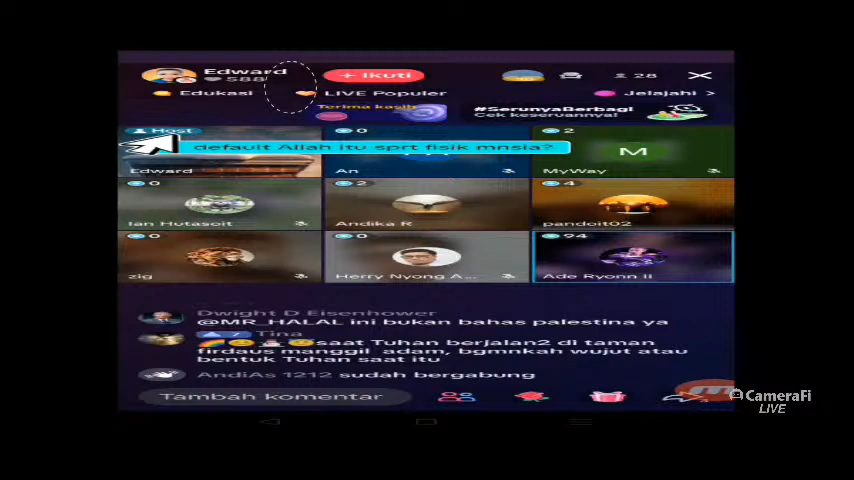 Edward
588
+ Ikuti
28
Edukasi
LIVE Populer
Jelajahi >
Terima kasih
#SerunyaBerbagi
Cek keseruannya!
Host
0
2
default Allah itu sprt fisik mnsia?
M
Edward
An
MyWay
0
2
4
Ian Hutasoit
Andika R
pandoit02
0
0
94
zig
Herry Nyong A...
Ade Ryonn II
Dwight D Eisenhower
@MR_HALAL ini bukan bahas palestina ya
7 Tina
saat Tuhan berjalan2 di taman
firdaus manggil adam, bgmnkah wujut atau
bentuk Tuhan saat itu
AndiAs 1212 sudah bergabung
Tambah komentar
CameraFi
LIVE